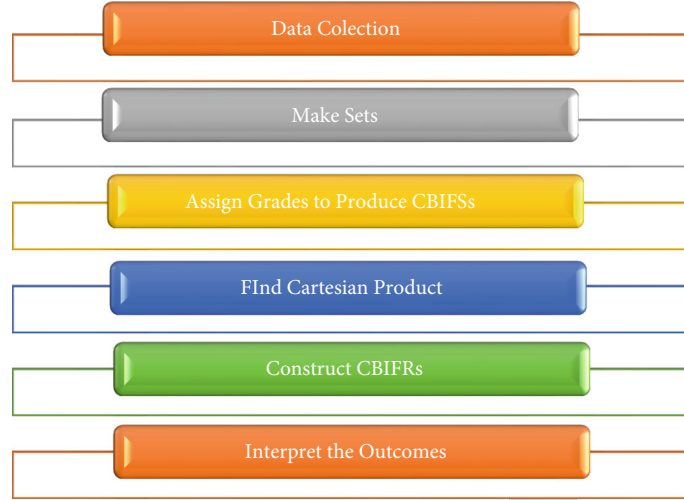 Data Colection
Make Sets
Assign Grades to Produce CBIFSs
FInd Cartesian Product
Construct CBIFRs
Interpret the Outcomes